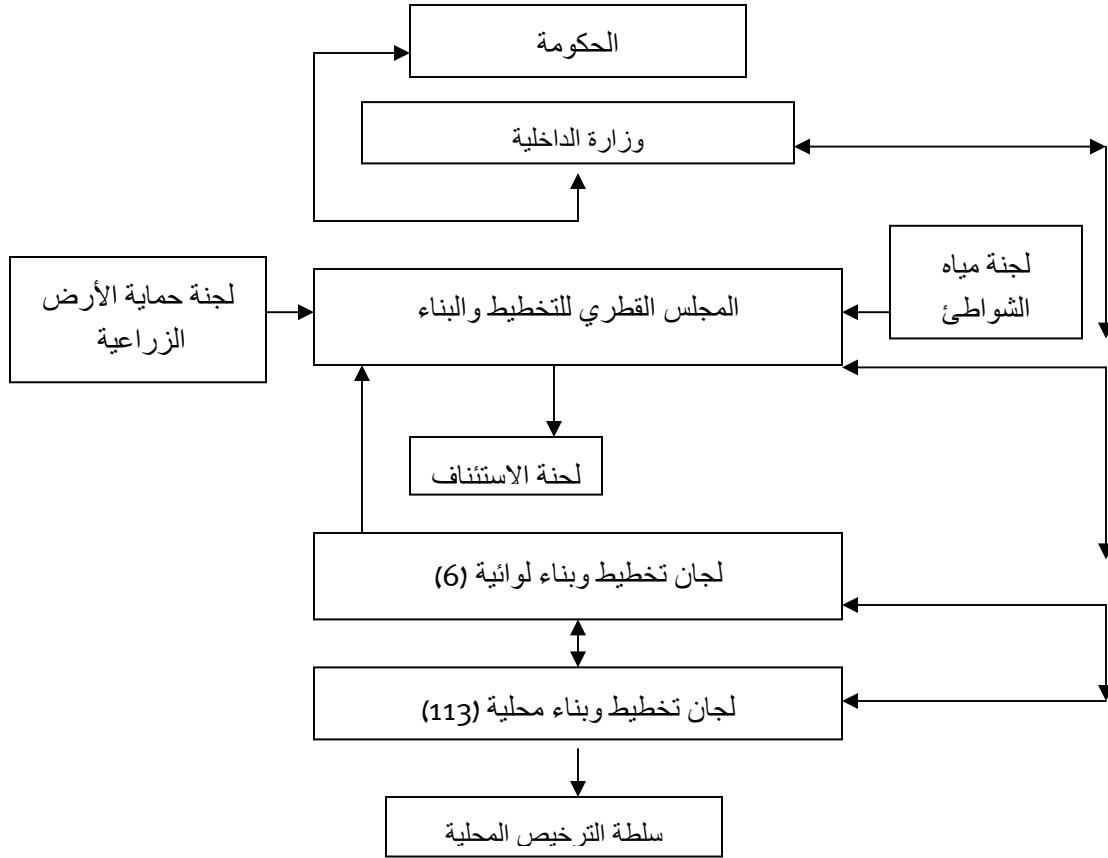 الحكومة
وزارة الداخلية
لجنة مياه
الشواطئ
لجنة حماية الأرض
الزراعية
المجلس القطري للتخطيط والبناء
لحنة الاستئناف
لجان تخطيط وبناء لوائية (6)
لجان تخطيط وبناء محلية (113)
سلطة الترخيص المحلية